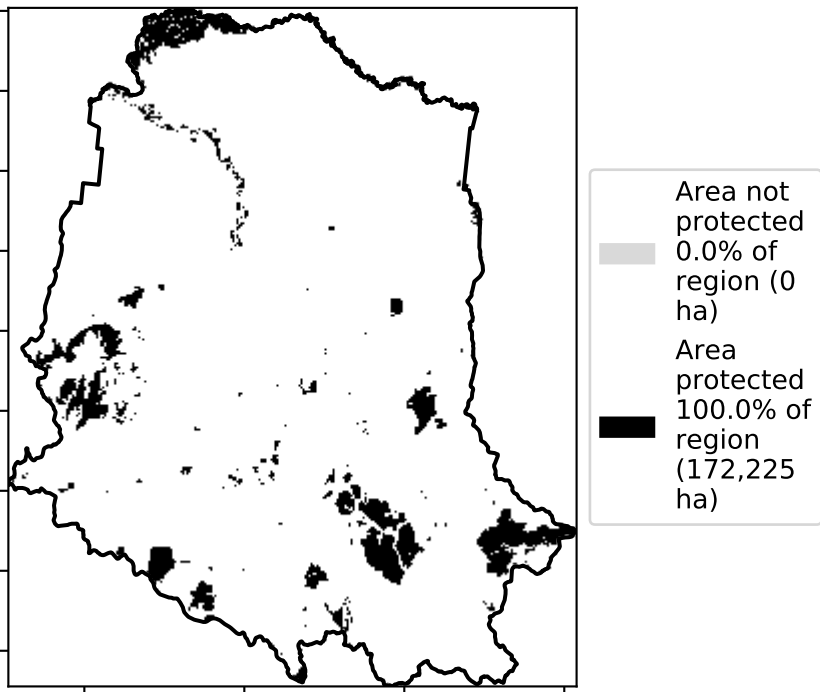 Area not
protected
0.0% of
region (0
ha)
Area
protected
100.0% of
region
(172,225
ha)